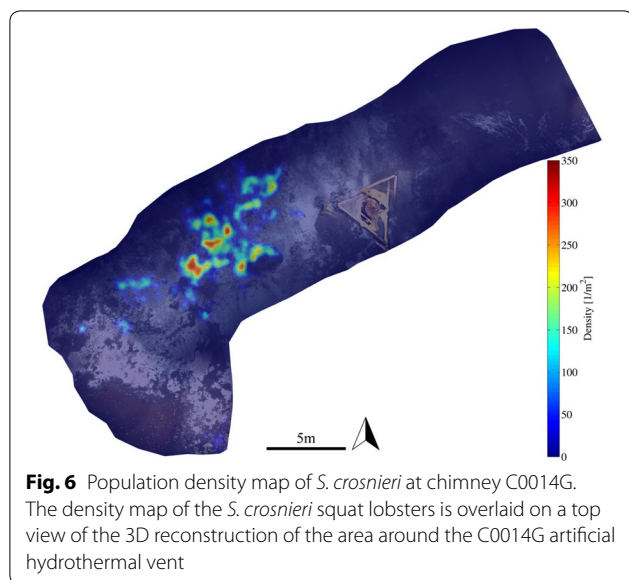 350
300
250
200
150
100
50
0
Density [1/m²]
5m
Fig. 6 Population density map of S. crosnieri at chimney C0014G.
The density map of the S. crosnieri squat lobsters is overlaid on a top
view of the 3D reconstruction of the area around the C0014G artificial
hydrothermal vent